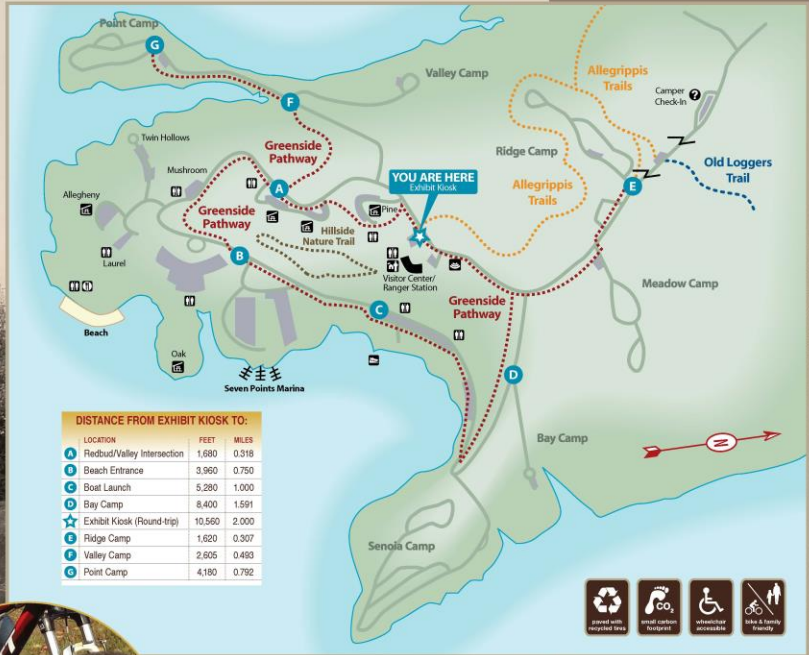 Point Camp
G
Valley Camp
F
Allegrippis
Trails
Camper
Check-In
?
Greenside
Pathway
Twin Hollows
Mushroom
Ridge Camp
Old Loggers
Trail
YOU ARE HERE
Exhibit Kiosk
E
A
Allegheny
Pine
Allegrippis
Trails
Greenside
Pathway
Hillside
Nature Trail
B
Laurel
Visitor Center/
Ranger Station
Meadow Camp
Greenside
Pathway
C
Beach
Oak
Seven Points Marina
D
Bay Camp
N
Senoia Camp
DISTANCE FROM EXHIBIT KIOSK TO:
LOCATION FEET MILES
A Redbud/Valley Intersection 1,680 0.318
B Beach Entrance 3,960 0.750
C Boat Launch 5,280 1.000
D Bay Camp 8,400 1.591
Exhibit Kiosk (Round-trip) 10,560 2.000
E Ridge Camp 1,620 0.307
F Valley Camp 2,605 0.493
G Point Camp 4,180 0.792
CO2
paved with
recycled tires
small carbon
footprint
wheelchair
accessible
bike & family
friendly